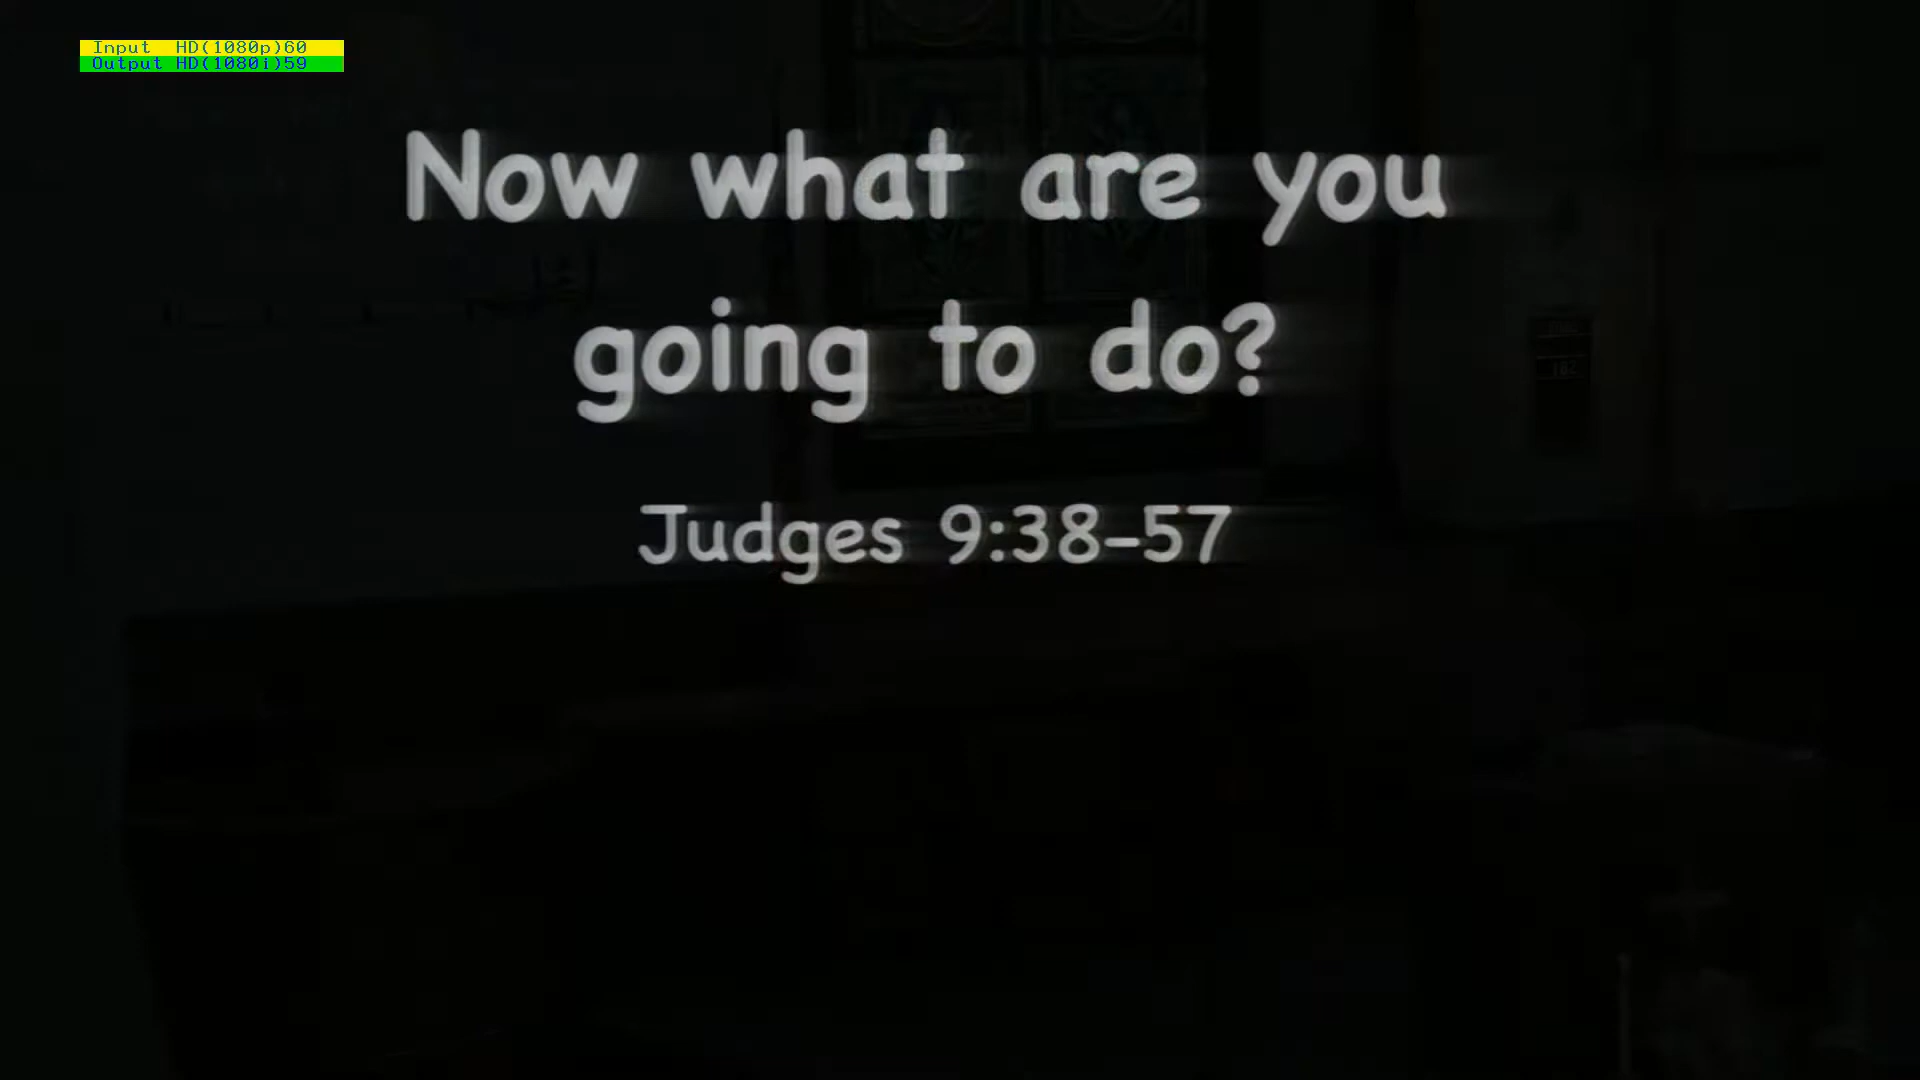 Input HD(1080p)60
Output HD(1080i)59
Now what are you
going to do?
Judges 9:38-57
182